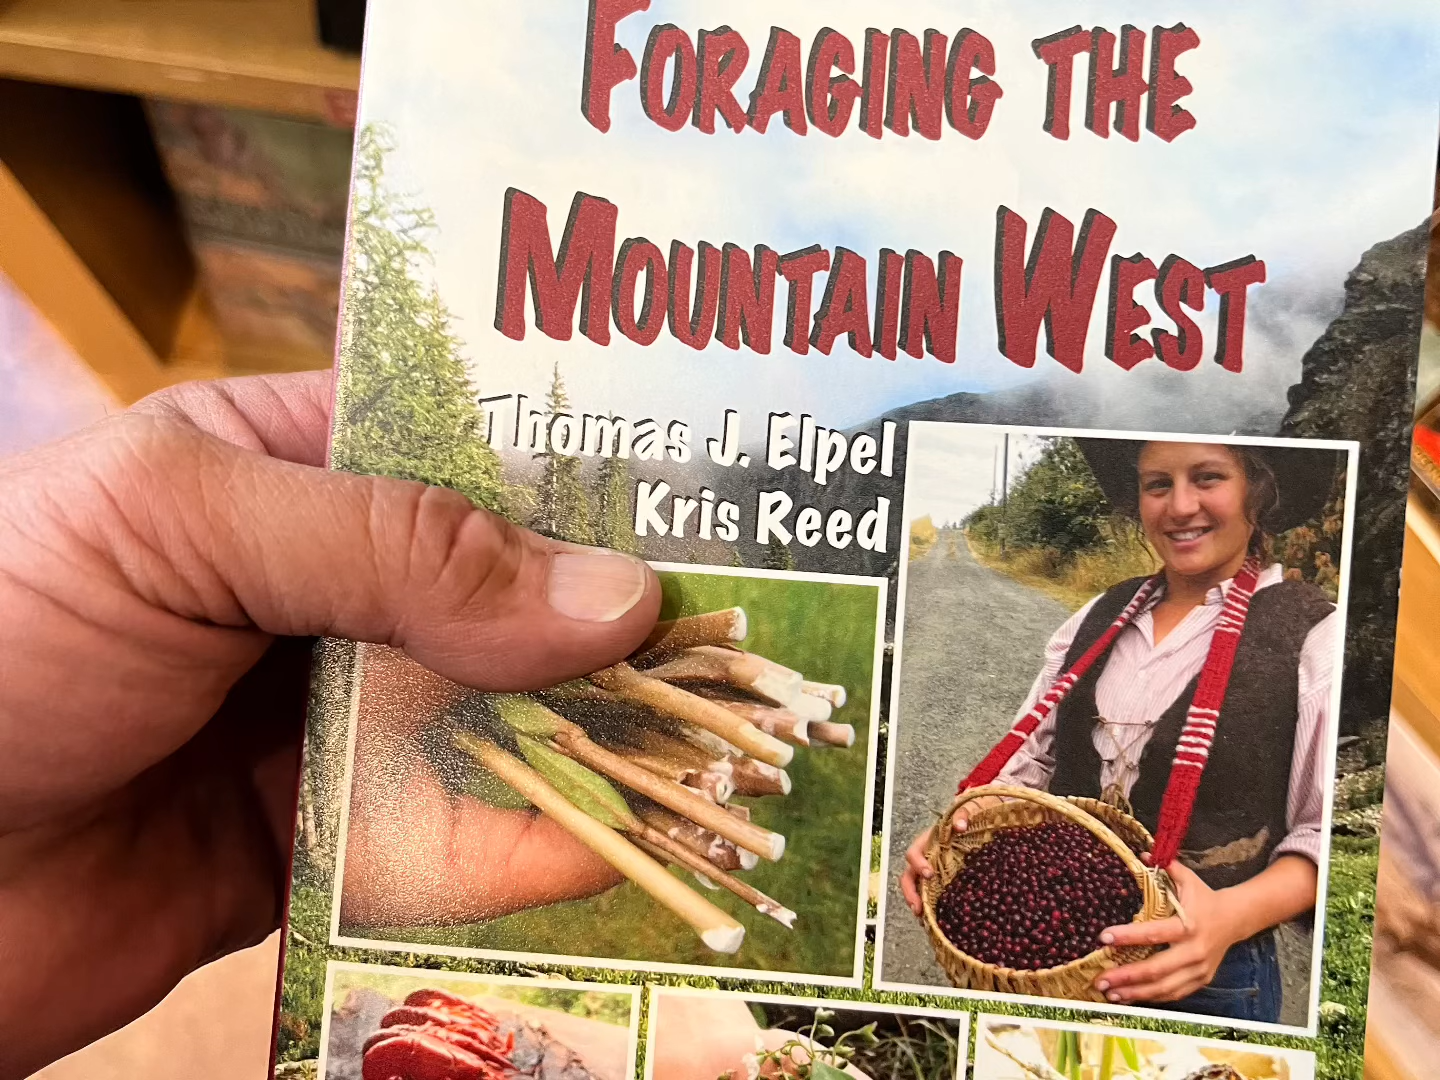 Foraging the
Mountain West
Thomas J. Elpel
Kris Reed